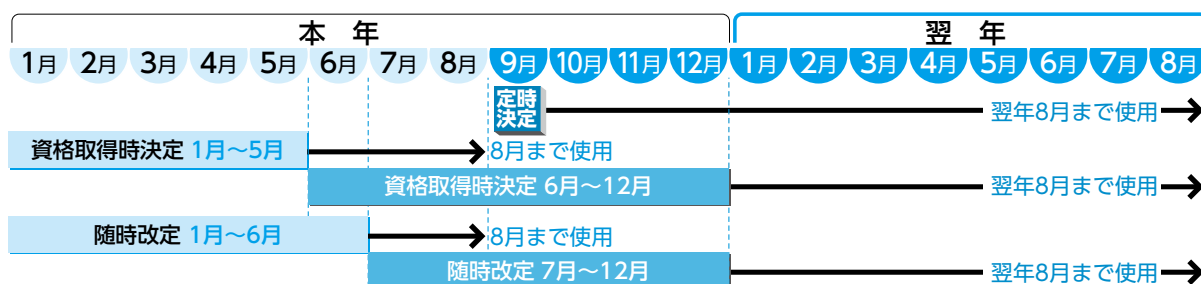 本 年 翌 年
1月 2月 3月 4月 5月 6月 7月 8月 9月 10月 11月 12月 1月 2月 3月 4月 5月 6月 7月 8月
定時
決定
翌年8月まで使用
資格取得時決定 1月～5月 8月まで使用
資格取得時決定 6月～12月 翌年8月まで使用
随時改定 1月～6月 8月まで使用
随時改定 7月～12月 翌年8月まで使用